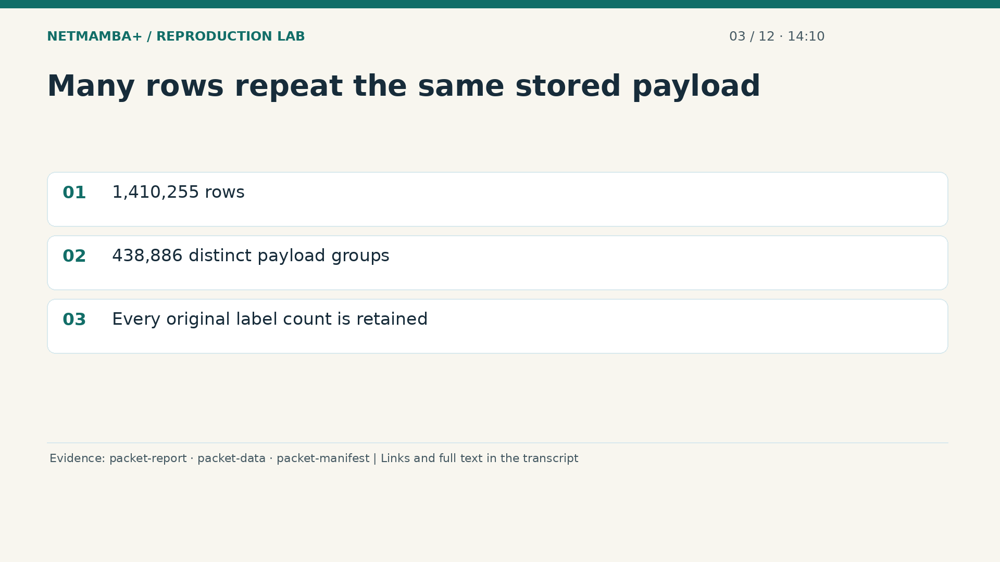 NETMAMBA+ / REPRODUCTION LAB
03 / 12 · 14:10
Many rows repeat the same stored payload
01 1,410,255 rows
02 438,886 distinct payload groups
03 Every original label count is retained
Evidence: packet-report · packet-data · packet-manifest | Links and full text in the transcript